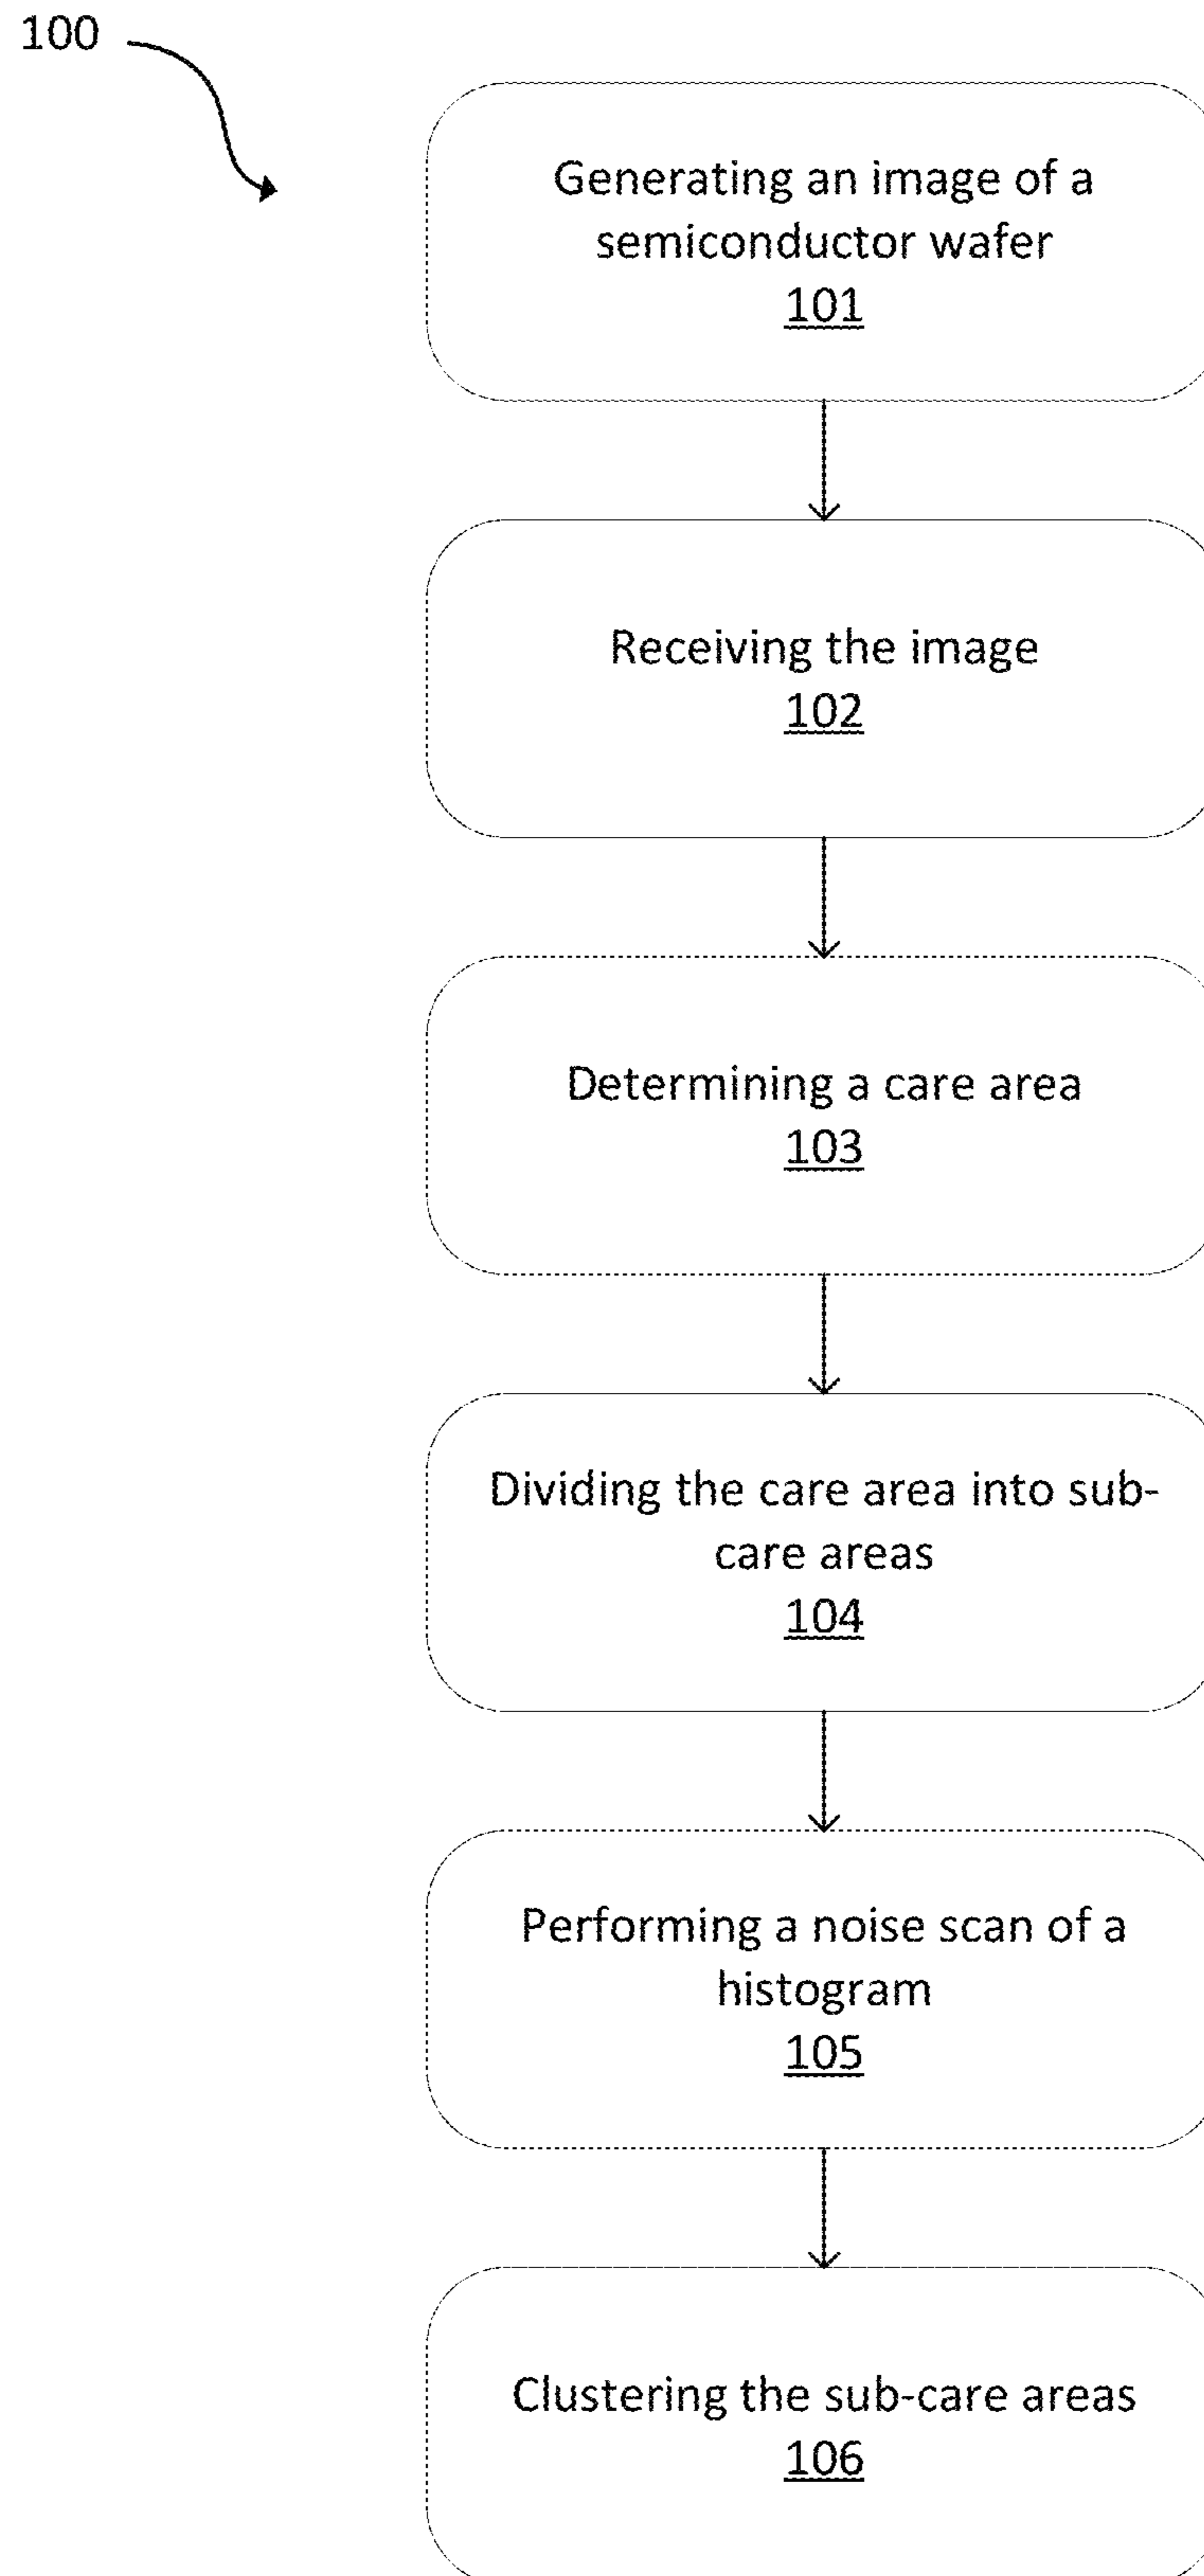 100
Generating an image of a
semiconductor wafer
101
Receiving the image
102
Determining a care area
103
Dividing the care area into sub-
care areas
104
Performing a noise scan of a
histogram
105
Clustering the sub-care areas
106